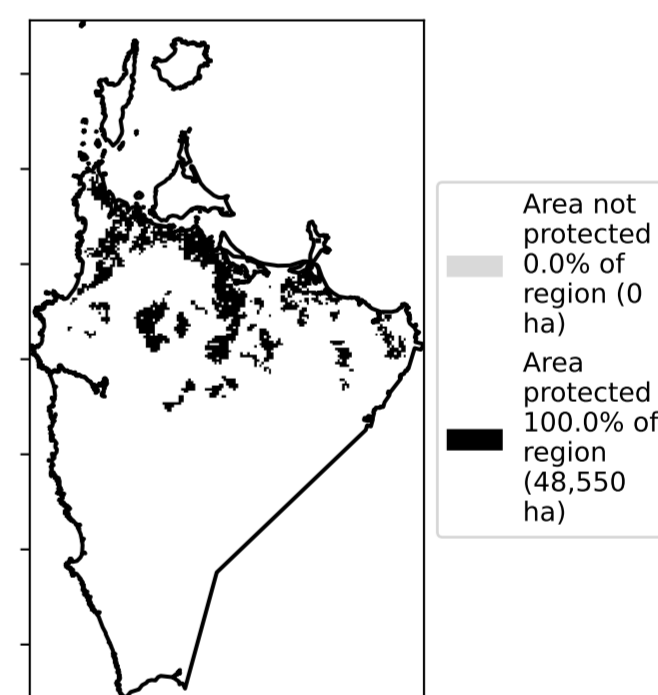 Area not
protected
0.0% of
region (0
ha)
Area
protected
100.0% of
region
(48,550
ha)